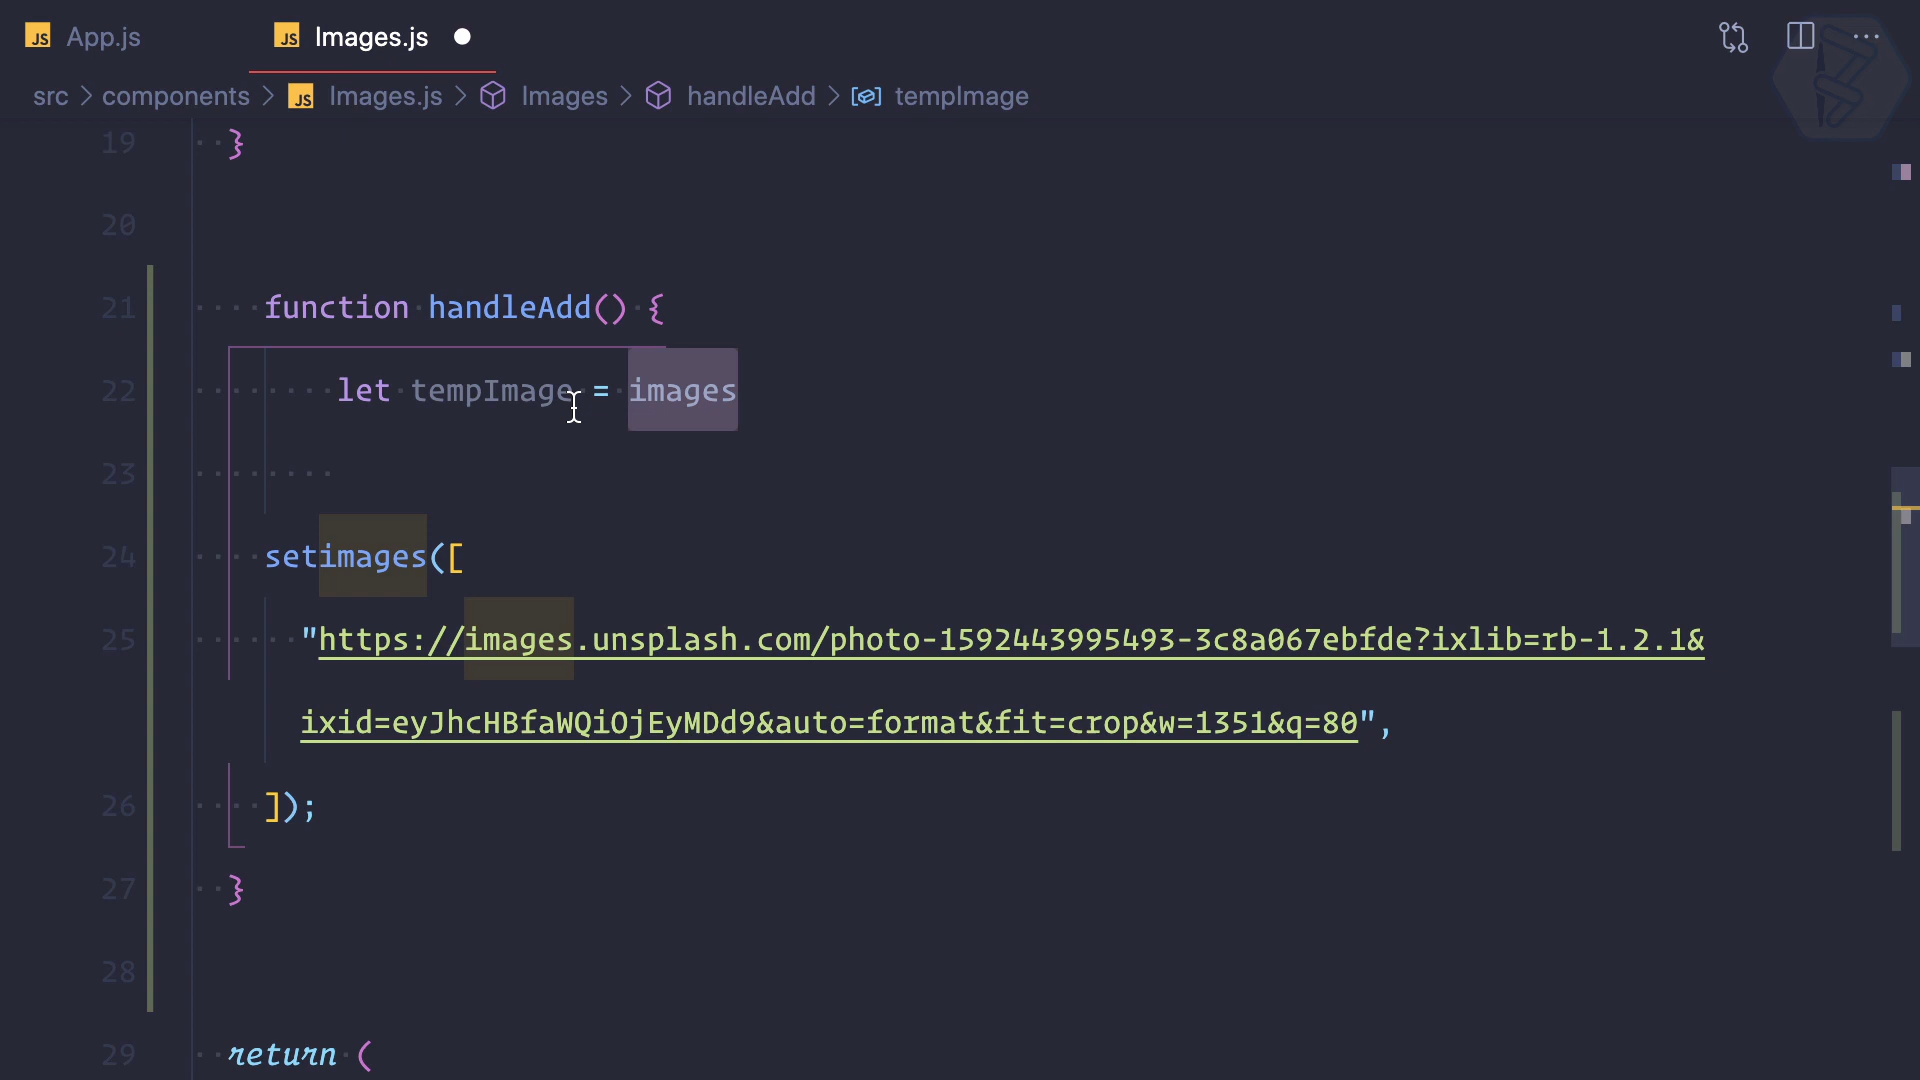 App.js Images.js
src > components > Images.js > Images > handleAdd > tempImage
19 }
20
21 function handleAdd() {
22 let tempImage = images
23
24 setimages([
25 "https://images.unsplash.com/photo-1592443995493-3c8a067ebfde?ixlib=rb-1.2.1&
ixid=eyJhcHBfaWQiOjEyMDd9&auto=format&fit=crop&w=1351&q=80",
26 ]);
27 }
28
29 return (